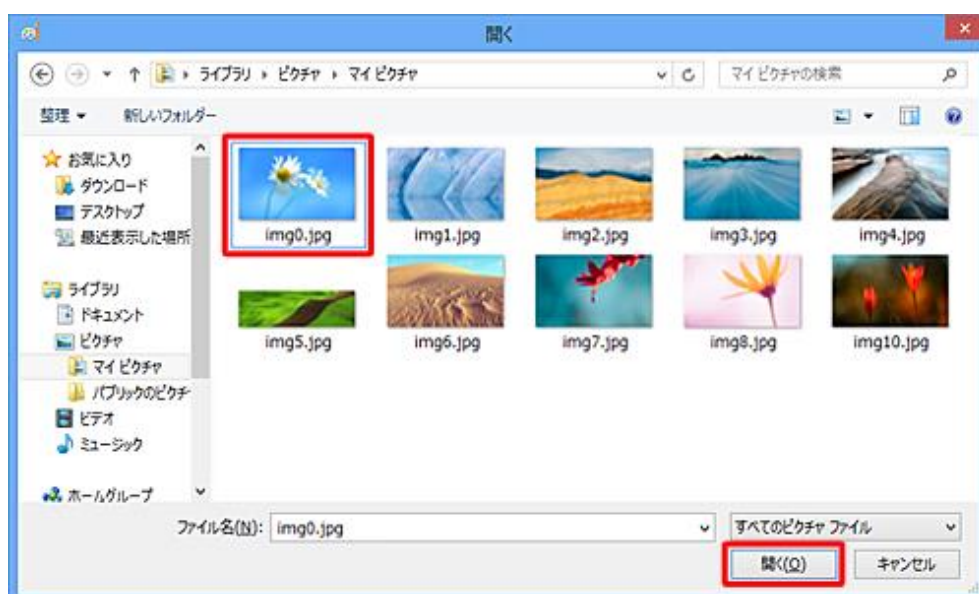 開く
ライブラリ ▸ ピクチャ ▸ マイ ピクチャ
マイ ピクチャの検索
整理
新しいフォルダー
お気に入り
ダウンロード
デスクトップ
最近表示した場所
ライブラリ
ドキュメント
ピクチャ
マイ ピクチャ
パブリックのピクチ
ビデオ
ミュージック
ホームグループ
img0.jpg
img1.jpg
img2.jpg
img3.jpg
img4.jpg
img5.jpg
img6.jpg
img7.jpg
img8.jpg
img10.jpg
ファイル名(N):
img0.jpg
すべてのピクチャ ファイル
開く(O)
キャンセル